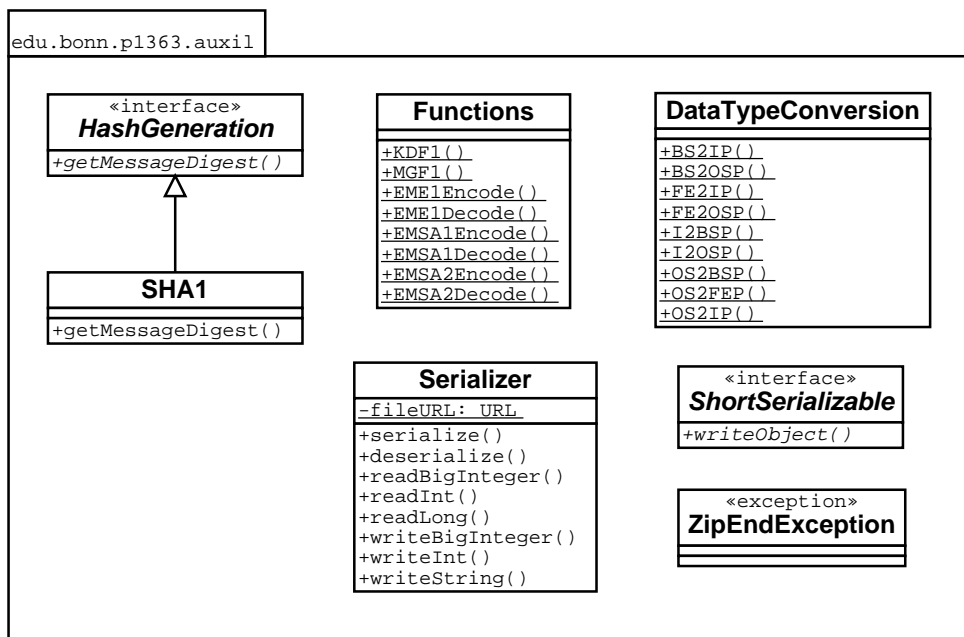 edu.bonn.p1363.auxil
«interface»
HashGeneration
+getMessageDigest()
SHA1
+getMessageDigest()
Functions
+KDF1()
+MGF1()
+EME1Encode()
+EME1Decode()
+EMSA1Encode()
+EMSA1Decode()
+EMSA2Encode()
+EMSA2Decode()
DataTypeConversion
+BS2IP()
+BS2OSP()
+FE2IP()
+FE2OSP()
+I2BSP()
+I2OSP()
+OS2BSP()
+OS2FEP()
+OS2IP()
Serializer
-fileURL: URL
+serialize()
+deserialize()
+readBigInteger()
+readInt()
+readLong()
+writeBigInteger()
+writeInt()
+writeString()
«interface»
ShortSerializable
+writeObject()
«exception»
ZipEndException